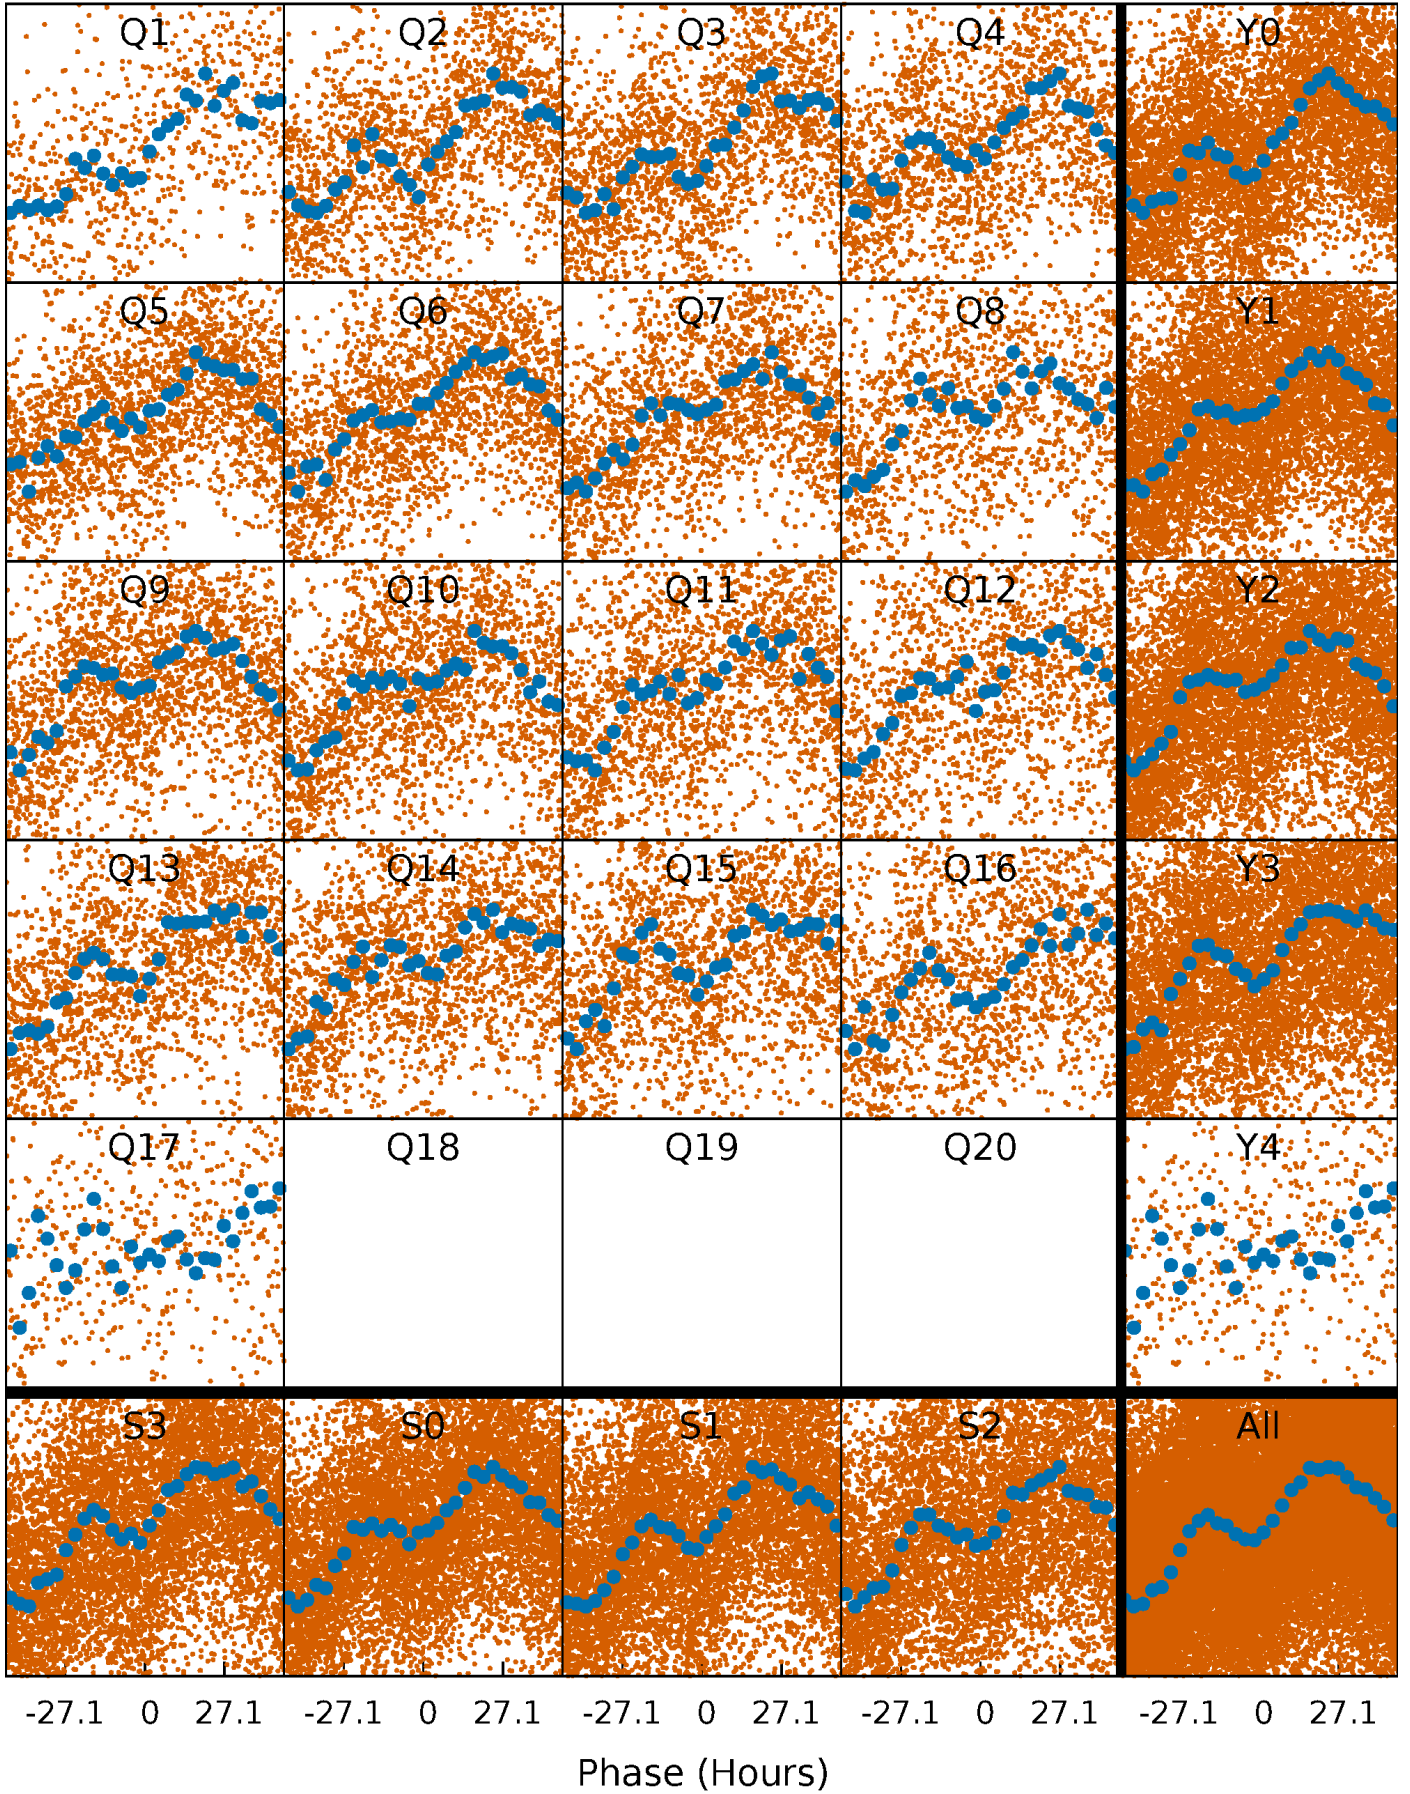 Q1 Q2 Q3 Q4 Y0
Q5 Q6 Q7 Q8 Y1
Q9 Q10 Q11 Q12 Y2
Q13 Q14 Q15 Q16 Y3
Q17 Q18 Q19 Q20 Y4
S3 S0 S1 S2 All
-27.1 0 27.1 -27.1 0 27.1 -27.1 0 27.1 -27.1 0 27.1 -27.1 0 27.1
Phase (Hours)